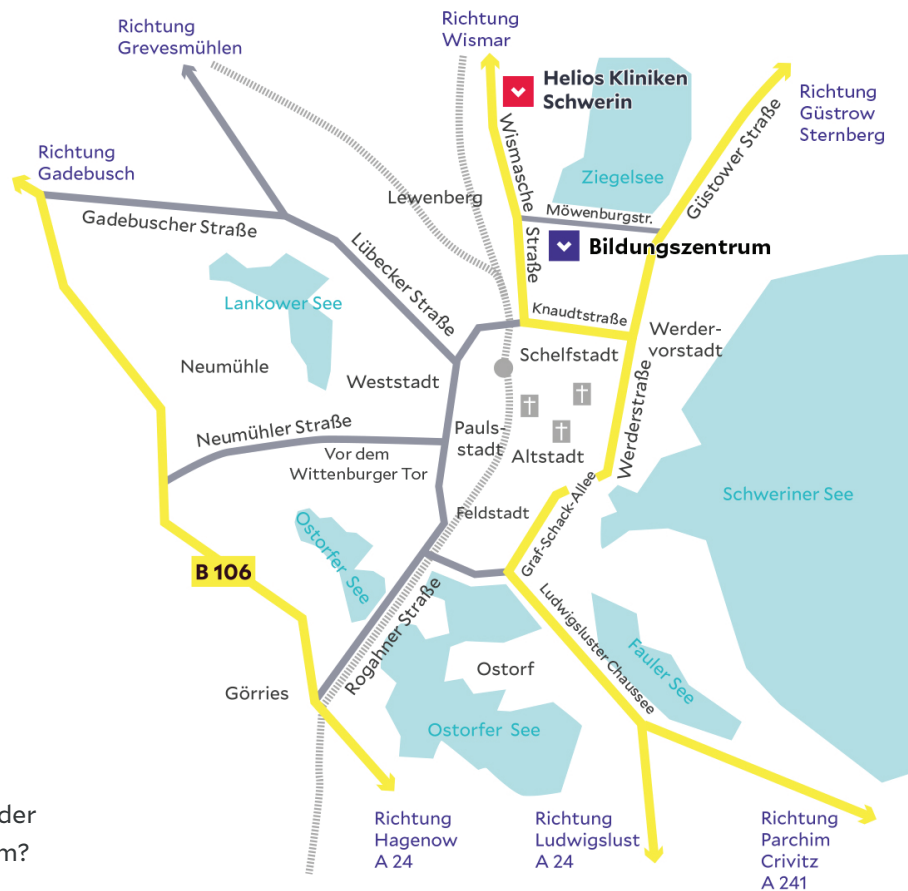 Richtung
Grevesmühlen
Richtung
Wismar
Helios Kliniken
Schwerin
Richtung
Güstrow
Sternberg
Richtung
Gadebusch
Wismasche
Straße
Güstower Straße
Ziegelsee
Lewenberg
Möwenburgstr.
Gadebuscher Straße
Bildungszentrum
Lübecker Straße
Lankower See
Knaudtstraße
Werder-
vorstadt
Schelfstadt
Neumühle
Weststadt
Werderstraße
Neumühler Straße
Pauls-
stadt
Altstadt
Vor dem
Wittenburger Tor
Schweriner See
Graf-Schack-Allee
Feldstadt
Ostorfer See
B 106
Rogahner Straße
Ludwigsluster Chaussee
Fauler See
Ostorf
Görries
Ostorfer See
der
m?
Richtung
Hagenow
A 24
Richtung
Ludwigslust
A 24
Richtung
Parchim
Crivitz
A 241